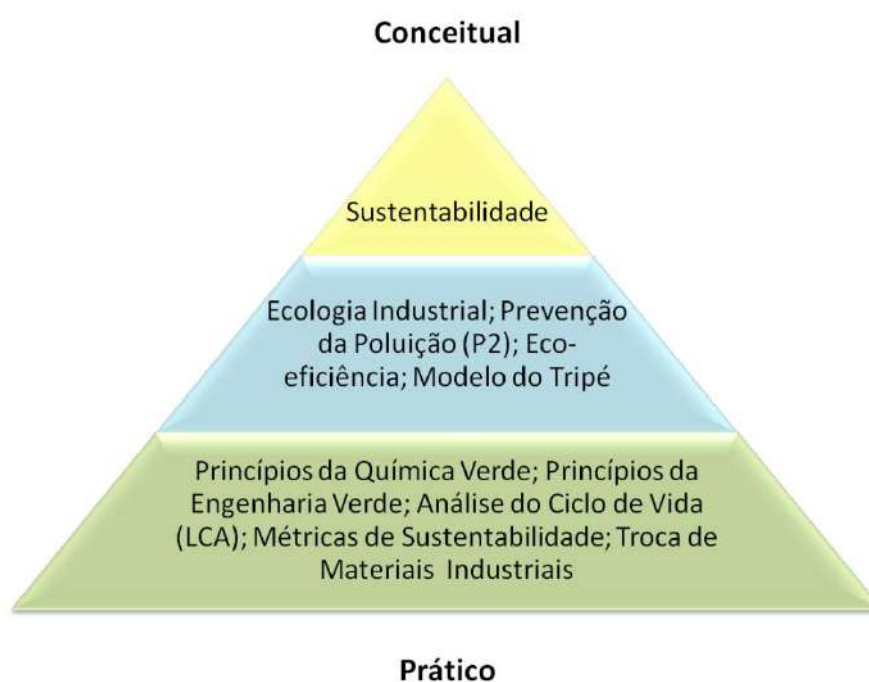 Conceitual
Sustentabilidade
Ecologia Industrial; Prevenção
da Poluição (P2); Eco-
eficiência; Modelo do Tripé
Princípios da Química Verde; Princípios da
Engenharia Verde; Análise do Ciclo de Vida
(LCA); Métricas de Sustentabilidade; Troca de
Materiais Industriais
Prático